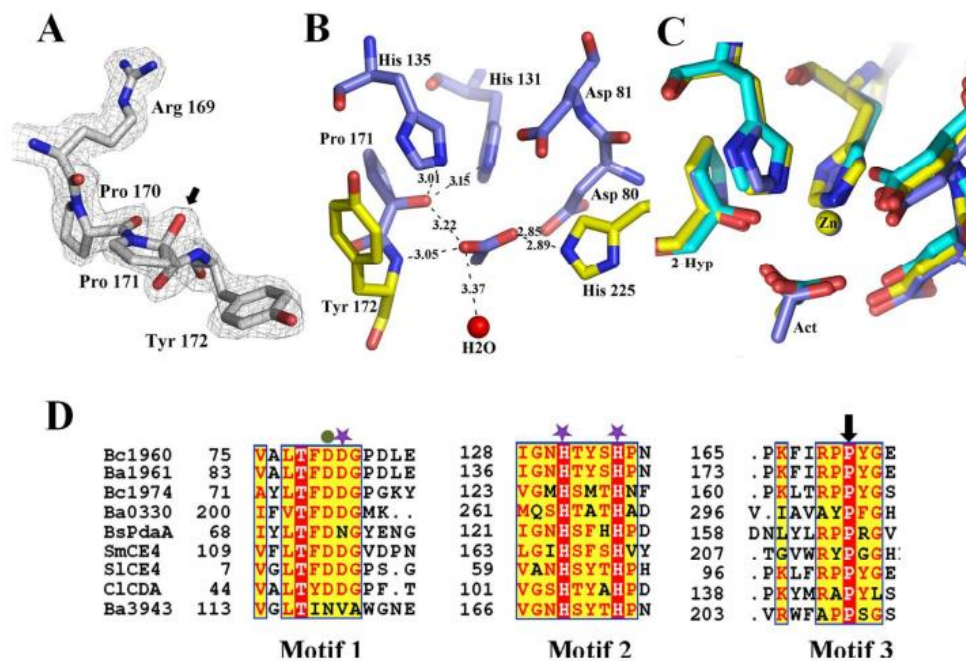 A
Arg 169
Pro 170
Pro 171
Tyr 172
B
His 135
His 131
Asp 81
Pro 171
3.01
3.15
Asp 80
3.22
2.85
2.89
3.05
3.37
Tyr 172
His 225
H2O
C
Zn
2-Hyp
Act
D
Bc1960 75 VALTFDDGPDLE 128 IGNHTYSHPN 165 .PKFIRPPYGE
Ba1961 83 VALTFDDGPDLE 136 IGNHTYSHPN 173 .PKFIRPPYGE
Bc1974 71 AYLTFDDGPGKY 123 VGMHSMTHNF 160 .PKLTRPPYGS
Ba0330 200 IFVTFDDGMK.. 261 MQSHTATHAD 296 V.IAVAYPFGH
BsPdaA 68 IYLTFDNGYENG 121 IGNHSFHHPD 158 DNLYLRPPRGV
SmCE4 109 VFLTFDDGVDPN 163 LGIHSFSHVY 207 .TGVWRYPGGH:
SlCE4 7 VGLTFDDGPS.G 59 VANHSYTHPD 96 .PKLFRPPYGE
ClCDA 44 VALTYDDGPF.T 101 VGSHTYAHPD 138 .PKYMRAPYLS
Ba3943 113 VGLTINVAWGNE 166 VGNHSYTHPN 203 .VRWFAPPSGS
Motif 1 Motif 2 Motif 3